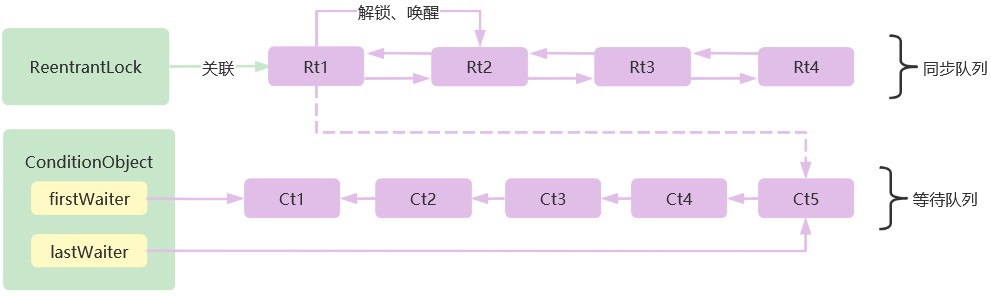 解锁、唤醒
ReentrantLock
关联
Rt1
Rt2
Rt3
Rt4
同步队列
ConditionObject
firstWaiter
Ct1
Ct2
Ct3
Ct4
Ct5
等待队列
lastWaiter